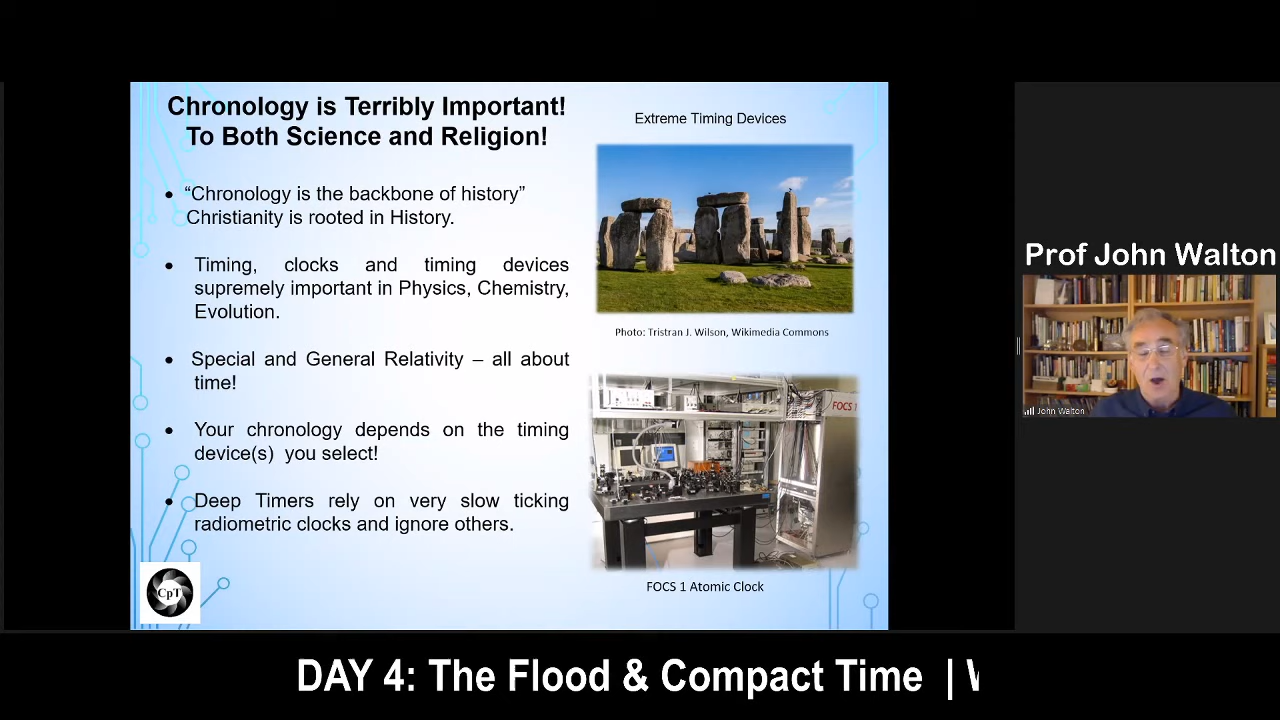 Chronology is Terribly Important!
To Both Science and Religion!
• “Chronology is the backbone of history”
Christianity is rooted in History.
• Timing, clocks and timing devices
supremely important in Physics, Chemistry,
Evolution.
• Special and General Relativity – all about
time!
• Your chronology depends on the timing
device(s) you select!
• Deep Timers rely on very slow ticking
radiometric clocks and ignore others.
CpT
Extreme Timing Devices
Photo: Tristran J. Wilson, Wikimedia Commons
FOCS 1
FOCS 1 Atomic Clock
Prof John Walton
John Walton
DAY 4: The Flood & Compact Time |